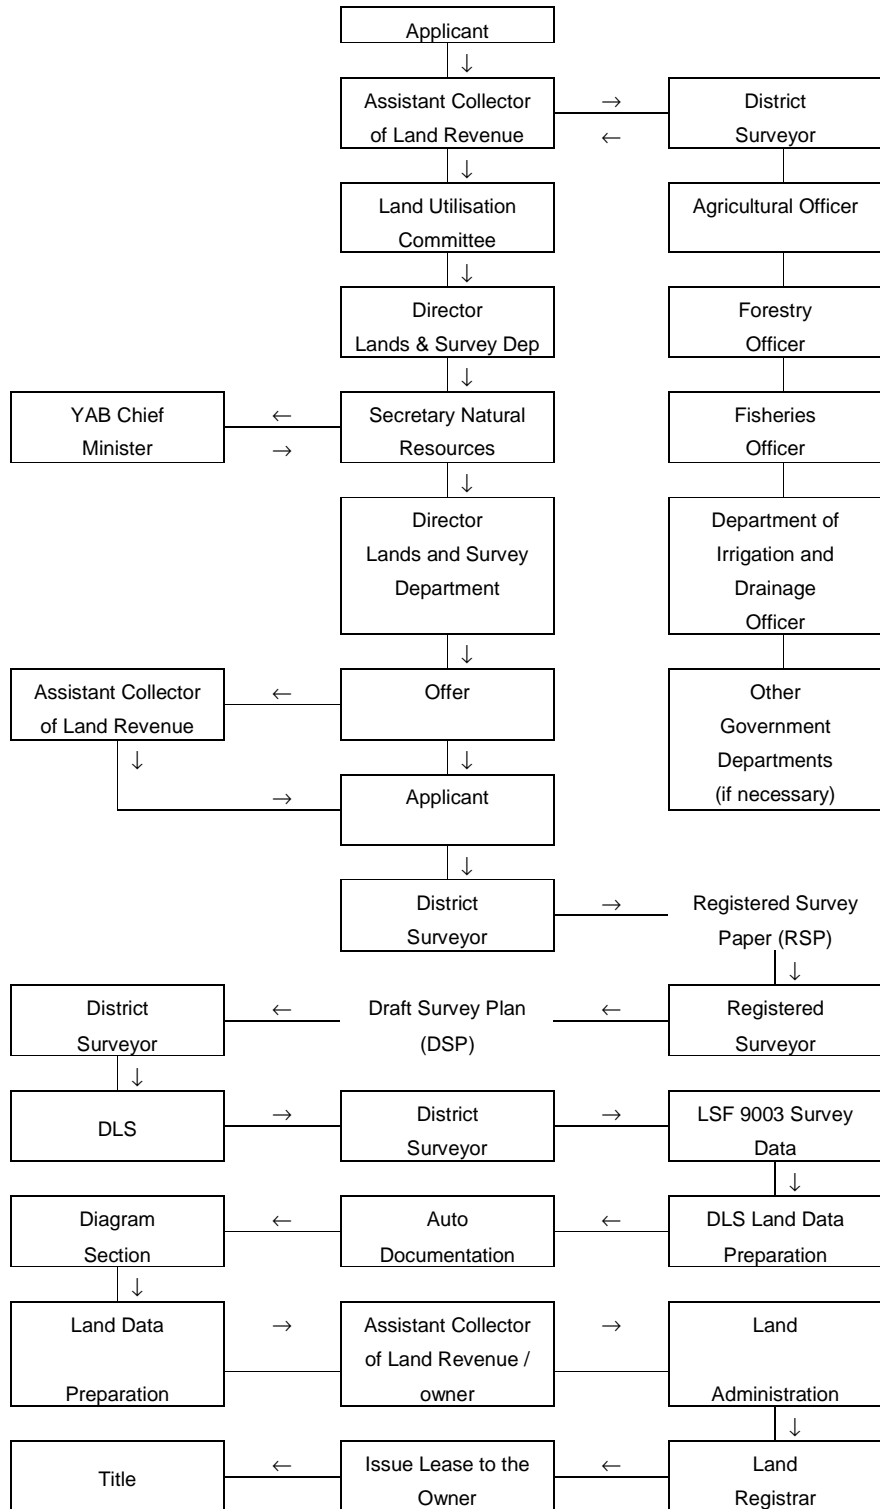 Applicant
↓
Assistant Collector
of Land Revenue
→
←
District
Surveyor
↓
Land Utilisation
Committee
Agricultural Officer
↓
Director
Lands & Survey Dep
Forestry
Officer
↓
YAB Chief
Minister
←
→
Secretary Natural
Resources
Fisheries
Officer
↓
Director
Lands and Survey
Department
Department of
Irrigation and
Drainage
Officer
↓
Assistant Collector
of Land Revenue
←
Offer
Other
Government
Departments
(if necessary)
↓
↓
→
Applicant
↓
District
Surveyor
→
Registered Survey
Paper (RSP)
↓
District
Surveyor
←
Draft Survey Plan
(DSP)
←
Registered
Surveyor
↓
DLS
→
District
Surveyor
→
LSF 9003 Survey
Data
↓
Diagram
Section
←
Auto
Documentation
←
DLS Land Data
Preparation
↓
Land Data
Preparation
→
Assistant Collector
of Land Revenue /
owner
→
Land
Administration
↓
Title
←
Issue Lease to the
Owner
←
Land
Registrar